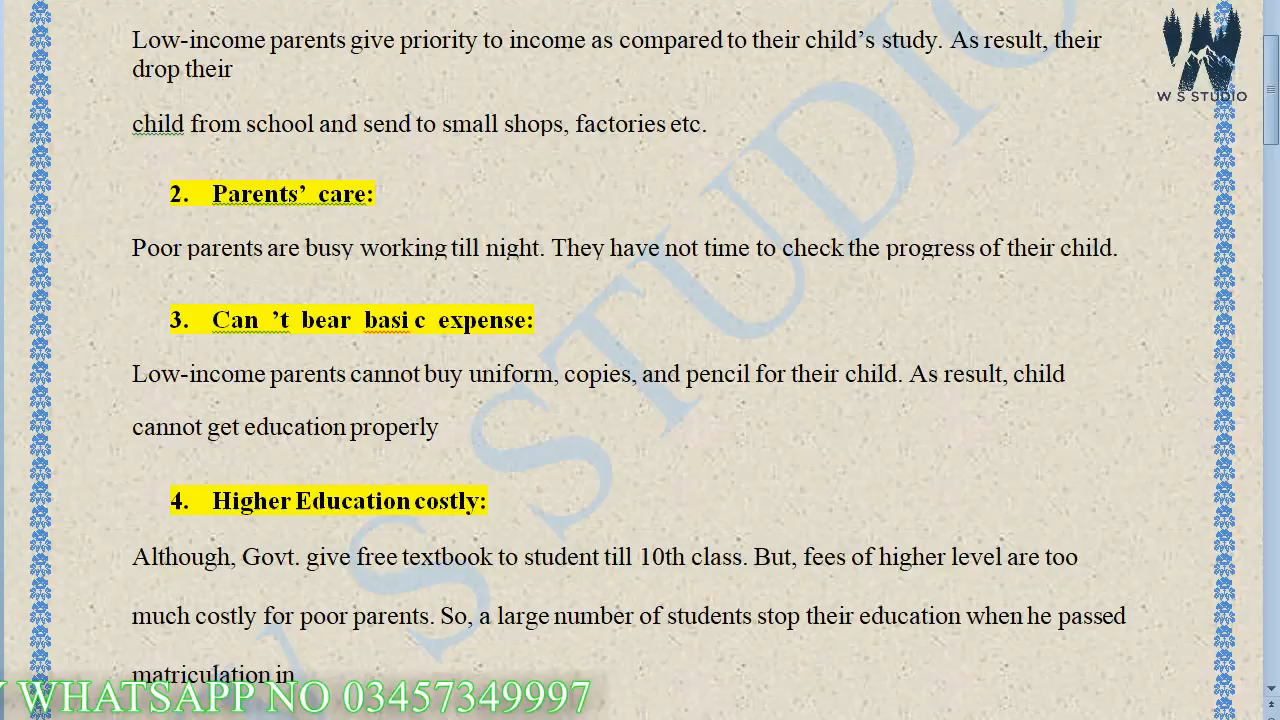 Low-income parents give priority to income as compared to their child’s study. As result, their
drop their
child from school and send to small shops, factories etc.
2. Parents’ care:
Poor parents are busy working till night. They have not time to check the progress of their child.
3. Can ’t bear basi c expense:
Low-income parents cannot buy uniform, copies, and pencil for their child. As result, child
cannot get education properly
4. Higher Education costly:
Although, Govt. give free textbook to student till 10th class. But, fees of higher level are too
much costly for poor parents. So, a large number of students stop their education when he passed
matriculation in
Y WHATSAPP NO 03457349997
W S STUDIO
W S STUDIO